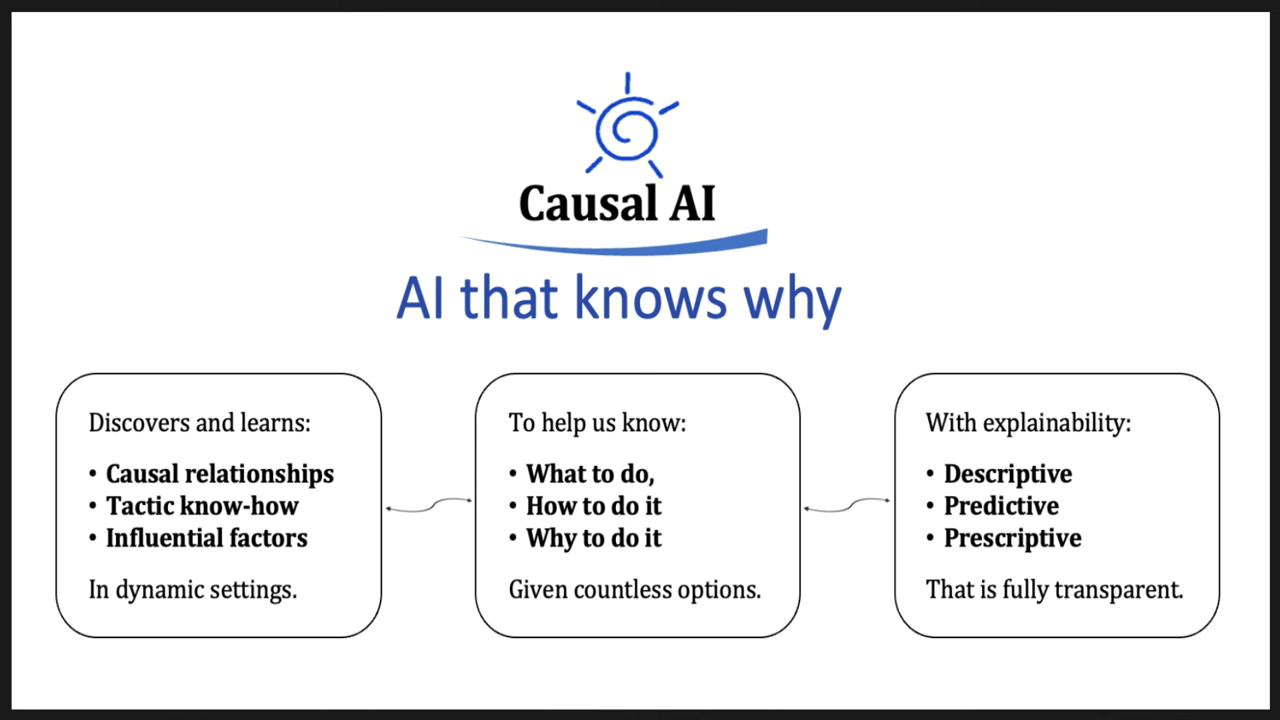 Causal AI
AI that knows why
Discovers and learns:
• Causal relationships
• Tactic know-how
• Influential factors
In dynamic settings.
To help us know:
• What to do,
• How to do it
• Why to do it
Given countless options.
With explainability:
• Descriptive
• Predictive
• Prescriptive
That is fully transparent.